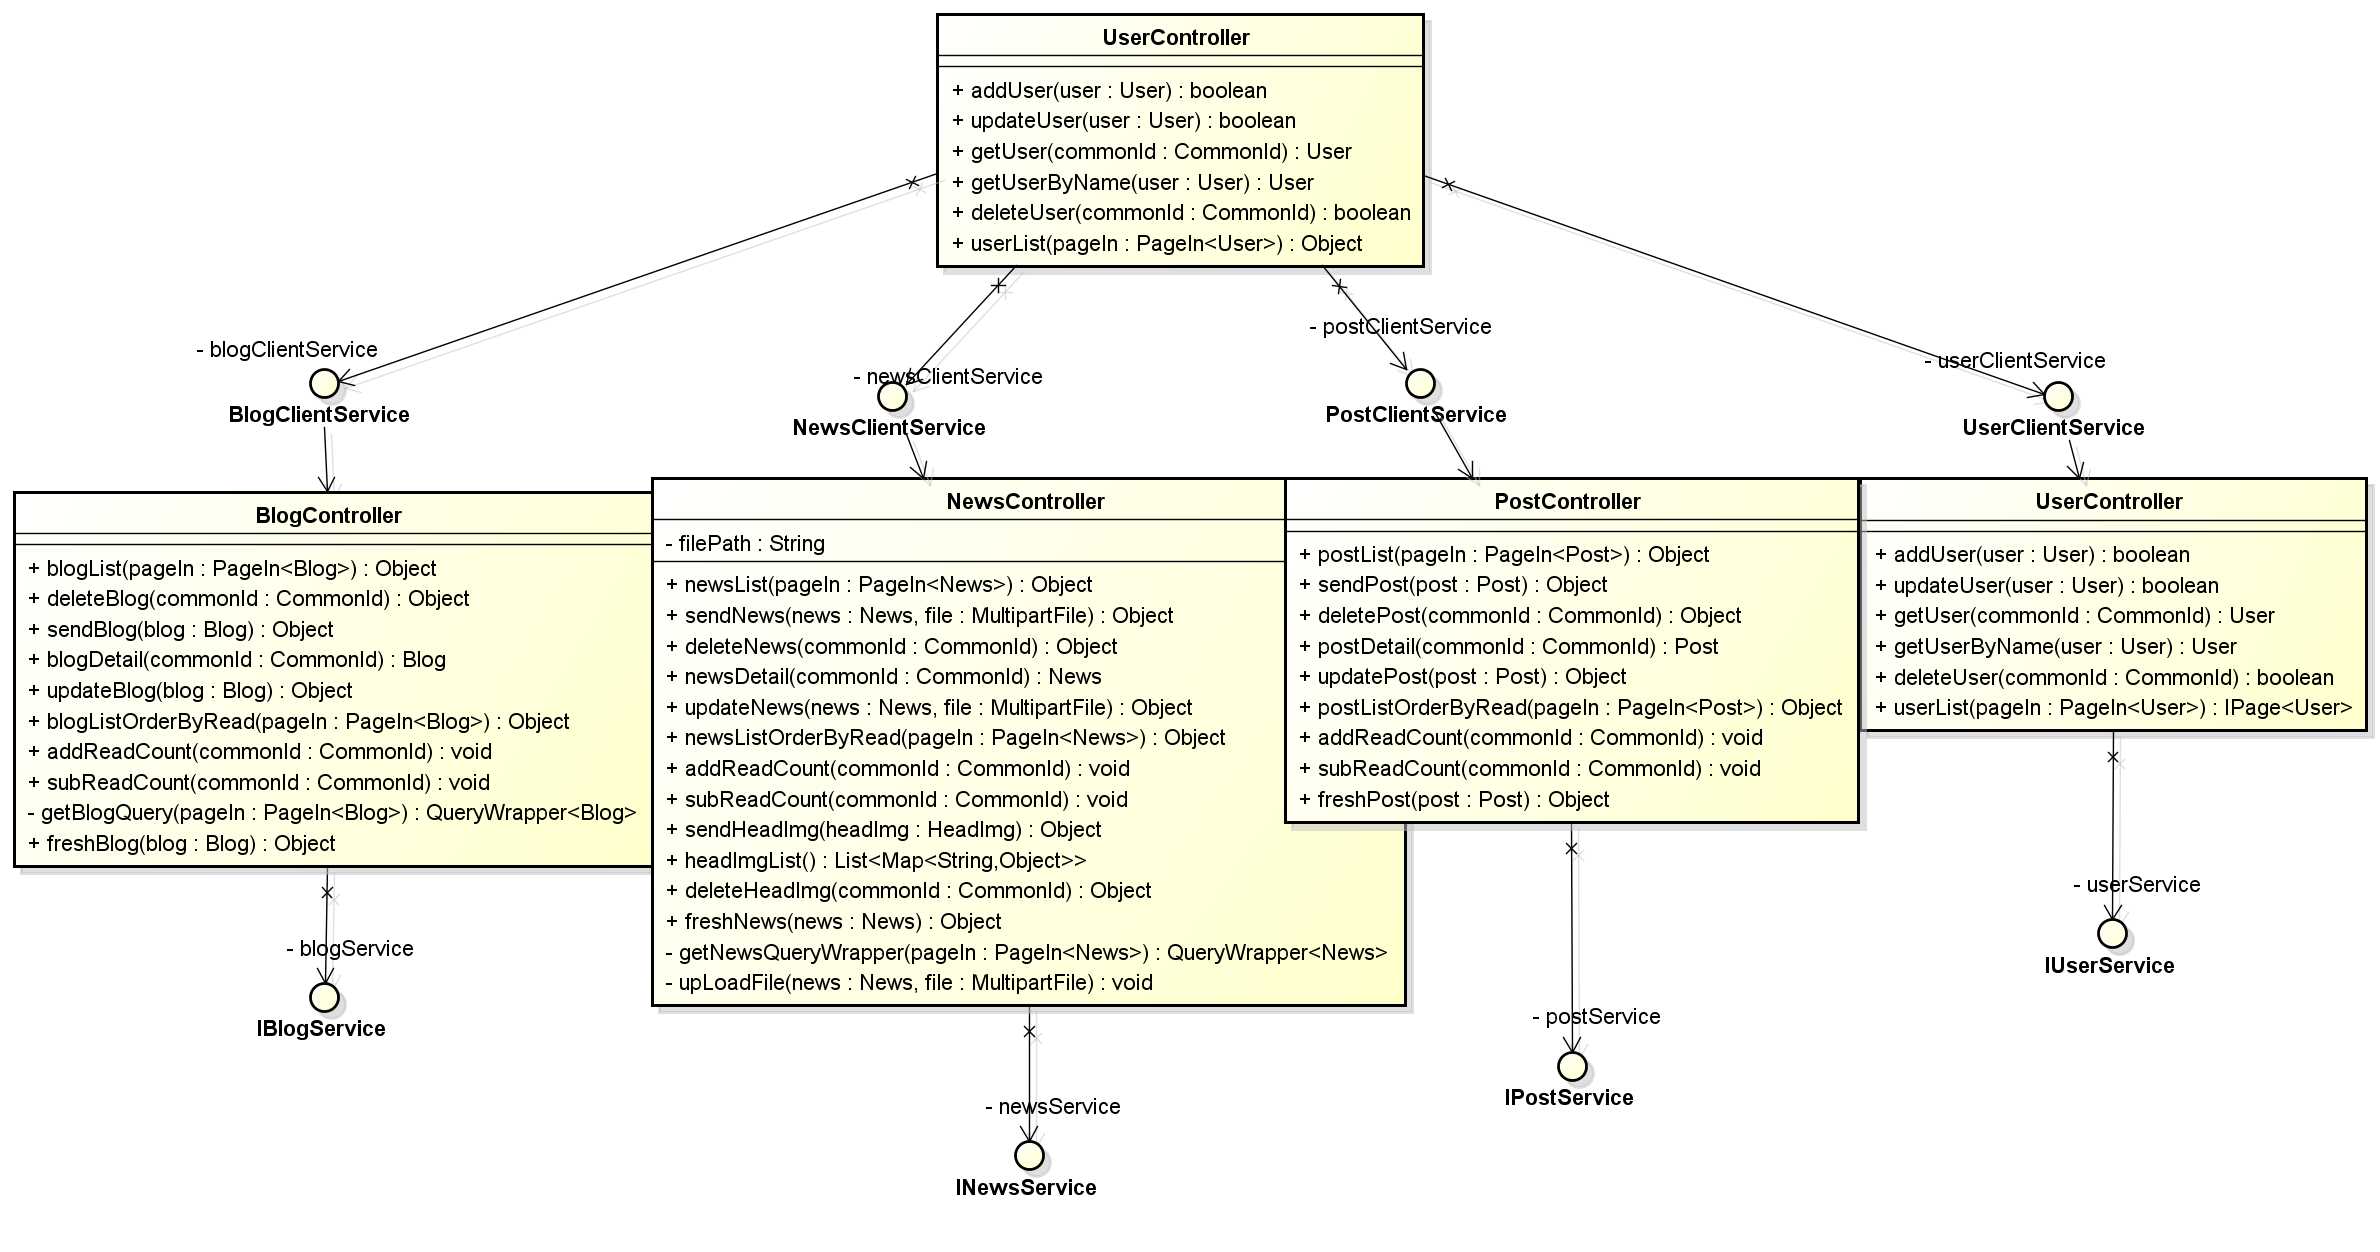 UserController
+ addUser(user : User) : boolean
+ updateUser(user : User) : boolean
+ getUser(commonId : CommonId) : User
+ getUserByName(user : User) : User
+ deleteUser(commonId : CommonId) : boolean
+ userList(pageIn : PageIn<User>) : Object
- blogClientService
BlogClientService
- newsClientService
NewsClientService
- postClientService
PostClientService
- userClientService
UserClientService
BlogController
+ blogList(pageIn : PageIn<Blog>) : Object
+ deleteBlog(commonId : CommonId) : Object
+ sendBlog(blog : Blog) : Object
+ blogDetail(commonId : CommonId) : Blog
+ updateBlog(blog : Blog) : Object
+ blogListOrderByRead(pageIn : PageIn<Blog>) : Object
+ addReadCount(commonId : CommonId) : void
+ subReadCount(commonId : CommonId) : void
- getBlogQuery(pageIn : PageIn<Blog>) : QueryWrapper<Blog>
+ freshBlog(blog : Blog) : Object
- blogService
IBlogService
NewsController
- filePath : String
+ newsList(pageIn : PageIn<News>) : Object
+ sendNews(news : News, file : MultipartFile) : Object
+ deleteNews(commonId : CommonId) : Object
+ newsDetail(commonId : CommonId) : News
+ updateNews(news : News, file : MultipartFile) : Object
+ newsListOrderByRead(pageIn : PageIn<News>) : Object
+ addReadCount(commonId : CommonId) : void
+ subReadCount(commonId : CommonId) : void
+ sendHeadImg(headImg : HeadImg) : Object
+ headImgList() : List<Map<String,Object>>
+ deleteHeadImg(commonId : CommonId) : Object
+ freshNews(news : News) : Object
- getNewsQueryWrapper(pageIn : PageIn<News>) : QueryWrapper<News>
- upLoadFile(news : News, file : MultipartFile) : void
- newsService
INewsService
PostController
+ postList(pageIn : PageIn<Post>) : Object
+ sendPost(post : Post) : Object
+ deletePost(commonId : CommonId) : Object
+ postDetail(commonId : CommonId) : Post
+ updatePost(post : Post) : Object
+ postListOrderByRead(pageIn : PageIn<Post>) : Object
+ addReadCount(commonId : CommonId) : void
+ subReadCount(commonId : CommonId) : void
+ freshPost(post : Post) : Object
- postService
IPostService
UserController
+ addUser(user : User) : boolean
+ updateUser(user : User) : boolean
+ getUser(commonId : CommonId) : User
+ getUserByName(user : User) : User
+ deleteUser(commonId : CommonId) : boolean
+ userList(pageIn : PageIn<User>) : IPage<User>
- userService
IUserService